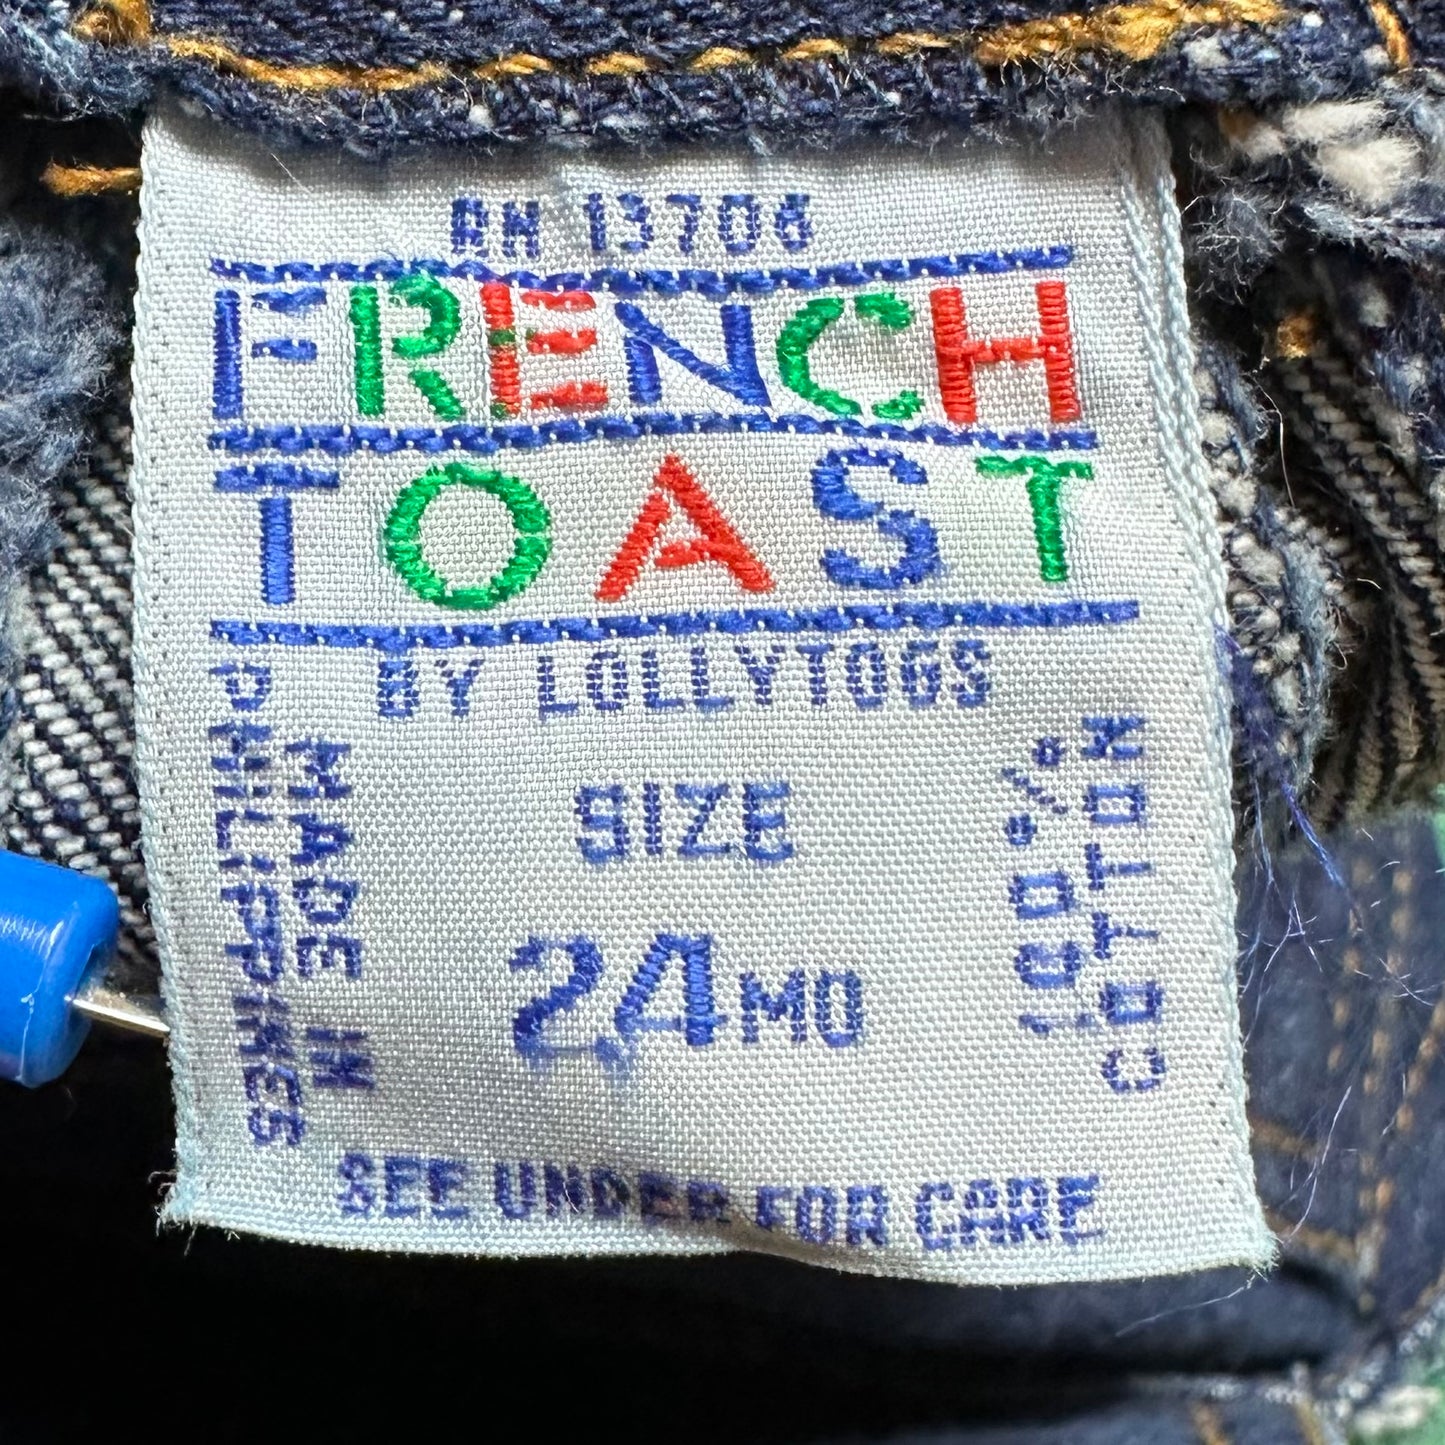 RN 13706
FRENCH
TOAST
BY LOLLYTOGS
MADE IN
PHILIPPINES
SIZE
24MO
100%
COTTON
SEE UNDER FOR CARE